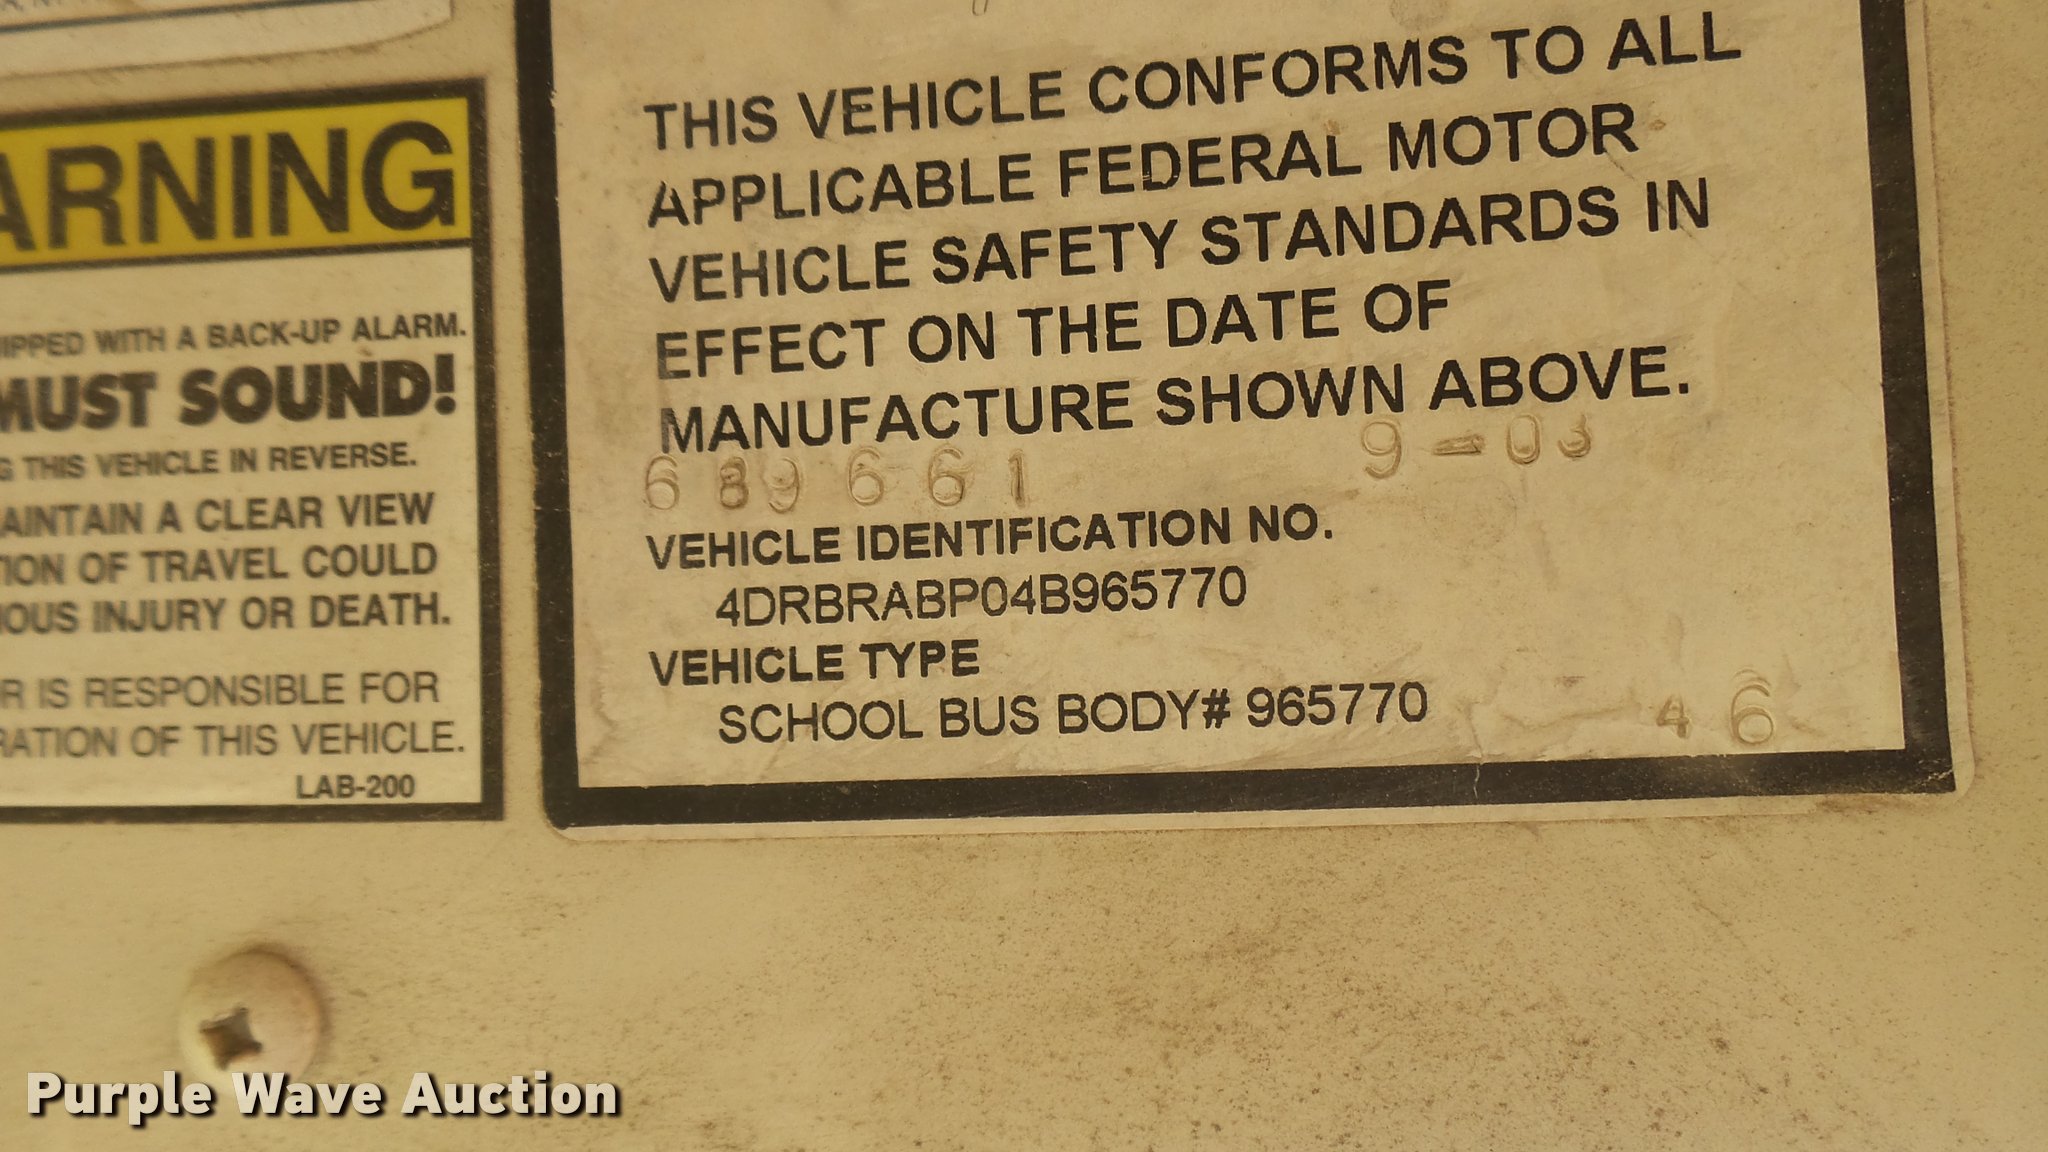 ARNING
IPPED WITH A BACK-UP ALARM.
MUST SOUND!
G THIS VEHICLE IN REVERSE.
AINTAIN A CLEAR VIEW
TION OF TRAVEL COULD
IOUS INJURY OR DEATH.
R IS RESPONSIBLE FOR
RATION OF THIS VEHICLE.
LAB-200
THIS VEHICLE CONFORMS TO ALL
APPLICABLE FEDERAL MOTOR
VEHICLE SAFETY STANDARDS IN
EFFECT ON THE DATE OF
MANUFACTURE SHOWN ABOVE.
689661 9-03
VEHICLE IDENTIFICATION NO.
4DRBRABP04B965770
VEHICLE TYPE
SCHOOL BUS BODY# 965770
46
Purple Wave Auction